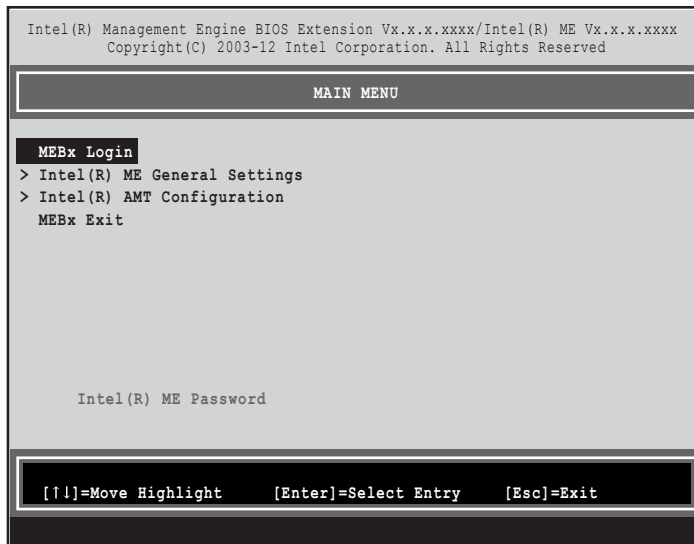 Intel(R) Management Engine BIOS Extension Vx.x.x.xxxx/Intel(R) ME Vx.x.x.xxxx
Copyright(C) 2003-12 Intel Corporation. All Rights Reserved
MAIN MENU
MEBx Login
> Intel(R) ME General Settings
> Intel(R) AMT Configuration
MEBx Exit
Intel(R) ME Password
[↑↓]=Move Highlight [Enter]=Select Entry [Esc]=Exit